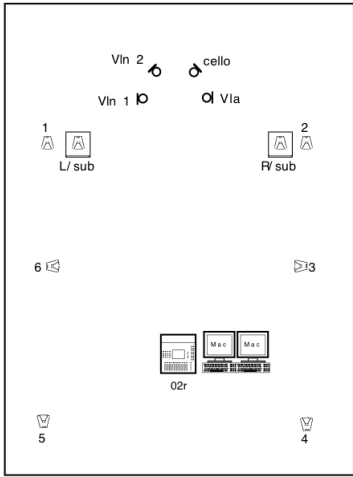 Vln 2
cello
Vln 1
Vla
1
2
L/ sub
R/ sub
6
3
Mac
Mac
02r
5
4